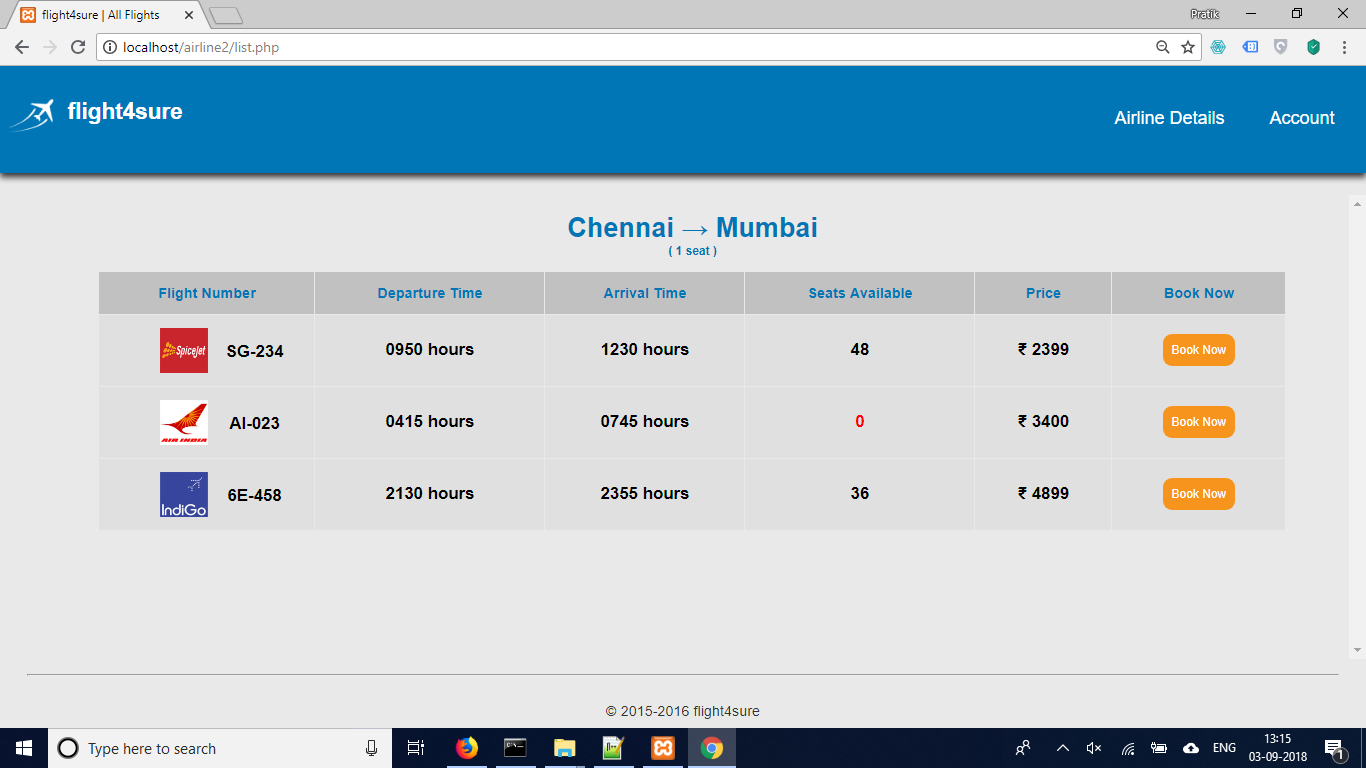 flight4sure | All Flights
Pratik
localhost/airline2/list.php
flight4sure
Airline Details
Account
Chennai → Mumbai
( 1 seat )
Flight Number Departure Time Arrival Time Seats Available Price Book Now
Spicejet SG-234 0950 hours 1230 hours 48 ₹ 2399 Book Now
AIR INDIA AI-023 0415 hours 0745 hours 0 ₹ 3400 Book Now
IndiGo 6E-458 2130 hours 2355 hours 36 ₹ 4899 Book Now
© 2015-2016 flight4sure
Type here to search
ENG
13:15
03-09-2018
1